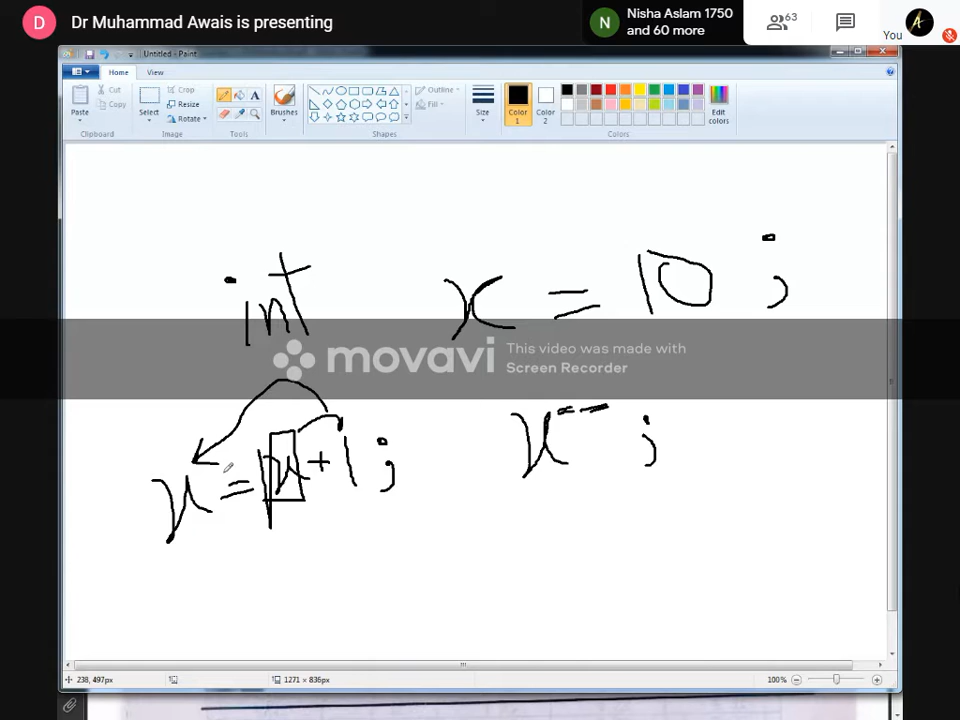 D Dr Muhammad Awais is presenting
N Nisha Aslam 1750
and 60 more
63
You
Untitled - Paint
Home View
Paste
Cut
Copy
Clipboard
Select
Crop
Resize
Rotate
Image
A
Tools
Brushes
Outline
Fill
Shapes
Size
Color
1
Color
2
Edit
colors
Colors
int x = 10 ;
movavi
This video was made with
Screen Recorder
x = x + 1 ;
x-- ;
238, 497px
1271 × 836px
100%